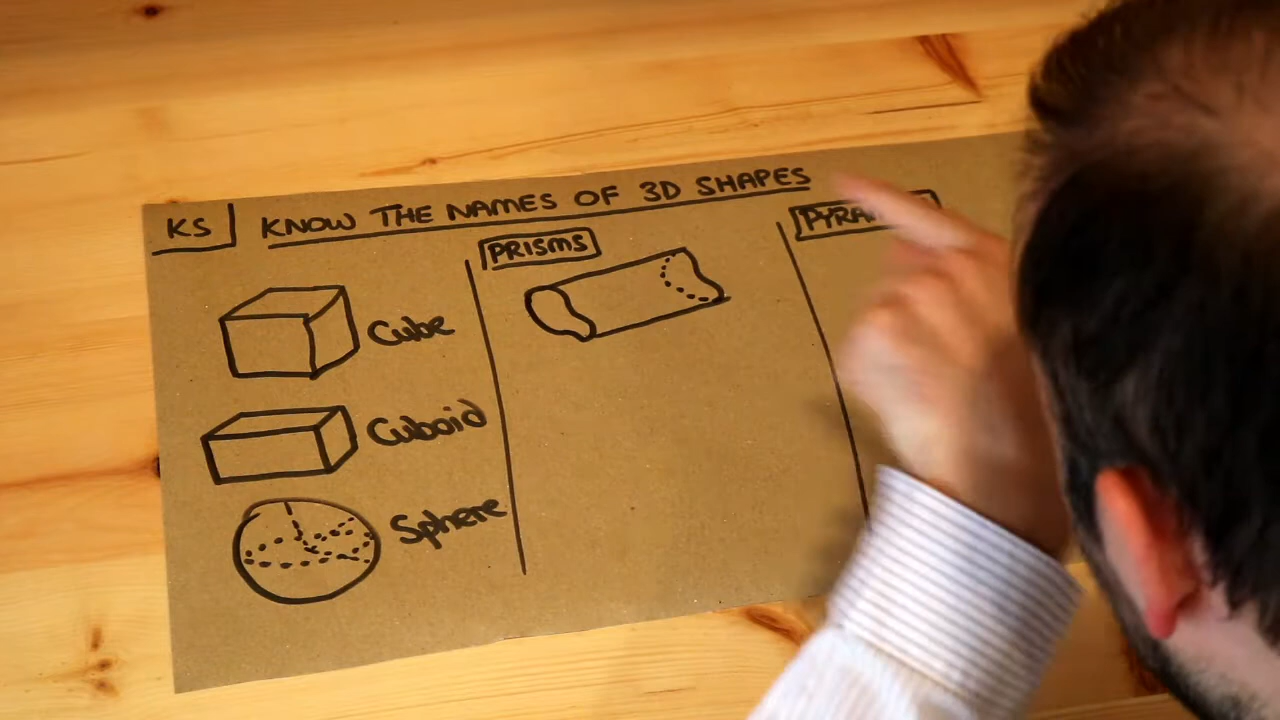 KS
KNOW THE NAMES OF 3D SHAPES
Cube
Cuboid
Sphere
PRISMS